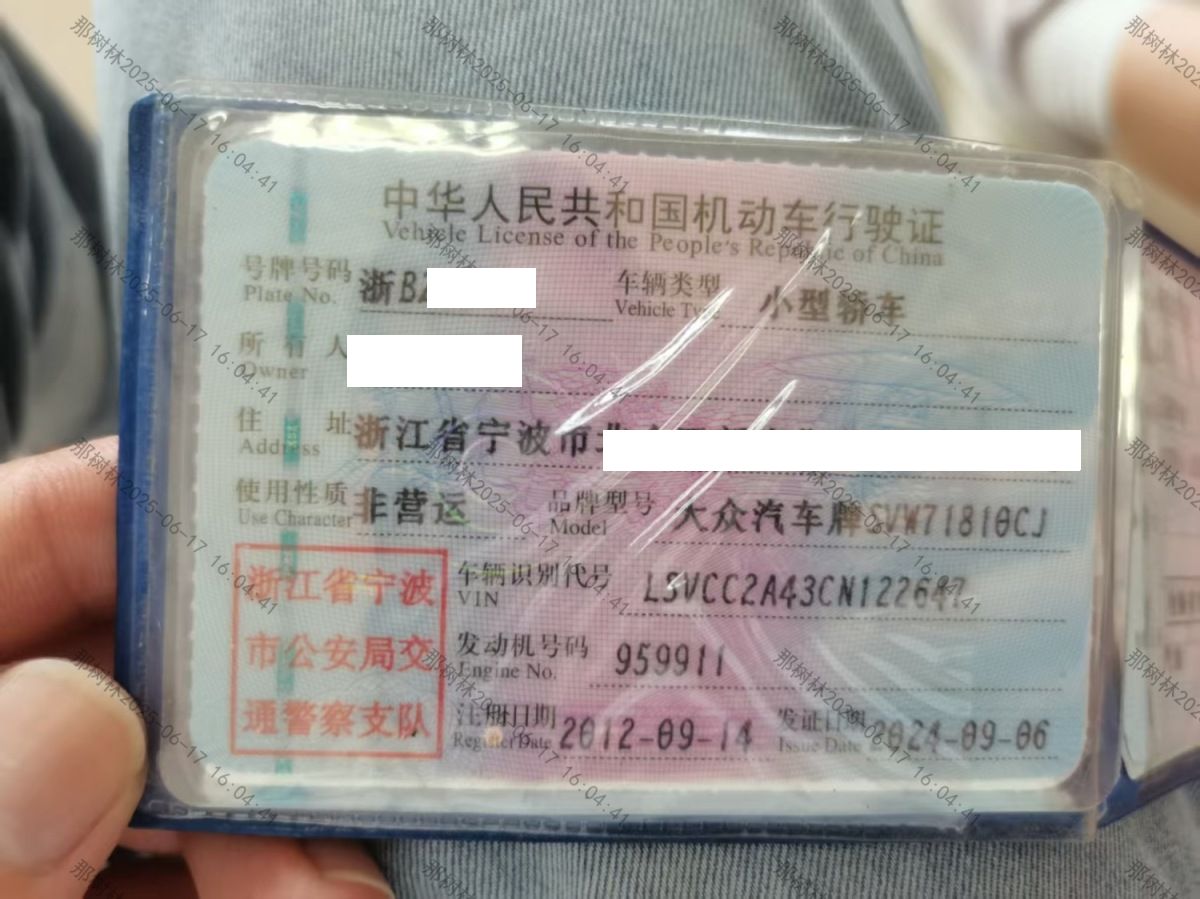 中华人民共和国机动车行驶证
Vehicle License of the People's Republic of China
号牌号码 浙B 车辆类型 小型轿车
Plate No. Vehicle Type
所有人
Owner
住址 浙江省宁波市
Address
使用性质 非营运 品牌型号 大众汽车牌SVW71810CJ
Use Character Model
浙江省宁波
市公安局交
通警察支队
车辆识别代号 LSVCC2A43CN122647
VIN
发动机号码 959911
Engine No.
注册日期 2012-09-14 发证日期 2024-09-06
Register Date Issue Date
那树林2025-06-17 16:04:41